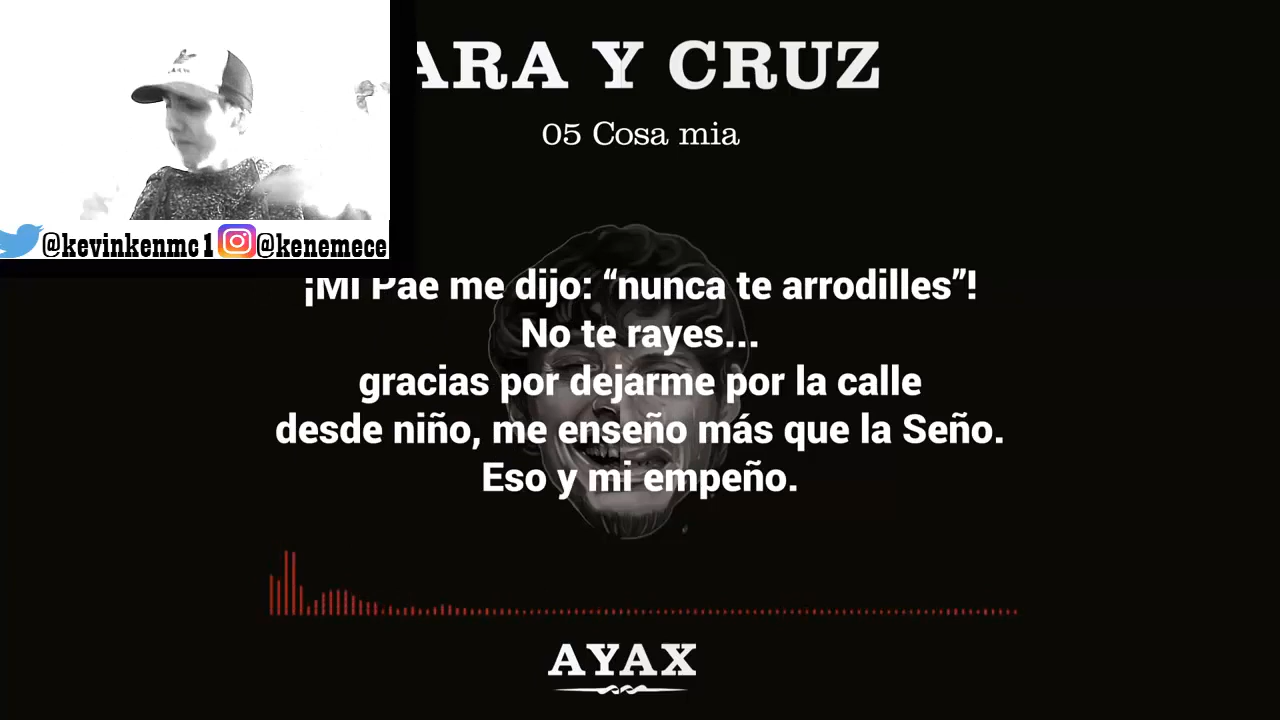 ARA Y CRUZ
05 Cosa mia
@kevinkenmc1 @kenemece
¡Mi Pae me dijo: “nunca te arrodilles”!
No te rayes...
gracias por dejarme por la calle
desde niño, me enseño más que la Seño.
Eso y mi empeño.
AYAX